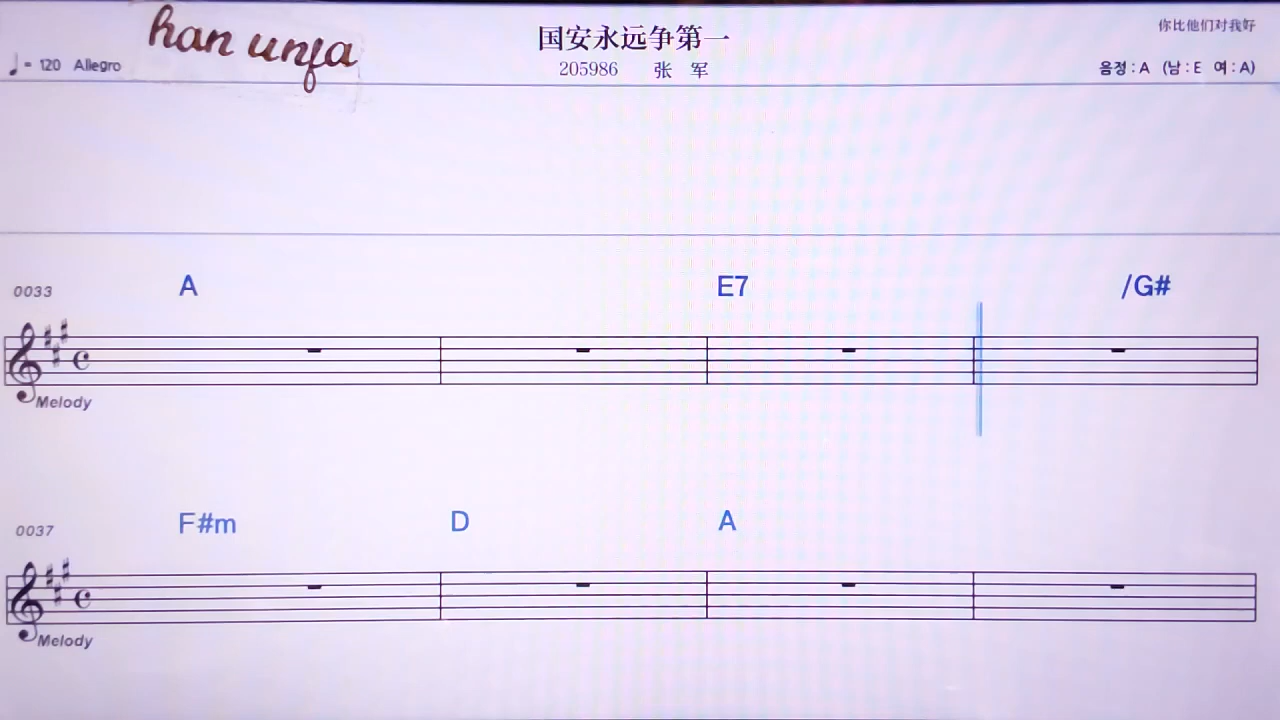 han unfa
国安永远争第一
你比他们对我好
♩= 120 Allegro
205986 张 军
음정 : A (남 : E 여 : A)
0033 A E7 /G#
Melody
0037 F#m D A
Melody